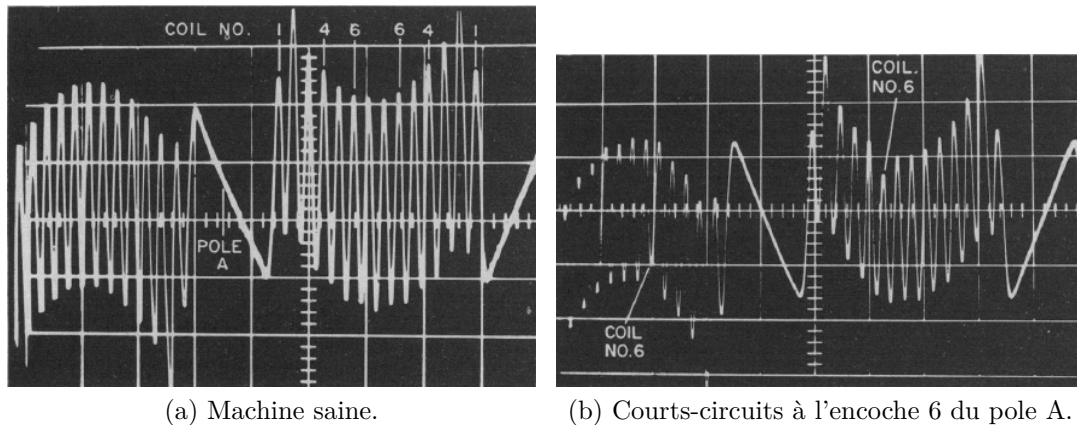 COIL NO. 1 4 6 6 4 1
POLE
A
(a) Machine saine.
COIL.
NO.6
COIL
NO.6
(b) Courts-circuits à l'encoche 6 du pole A.